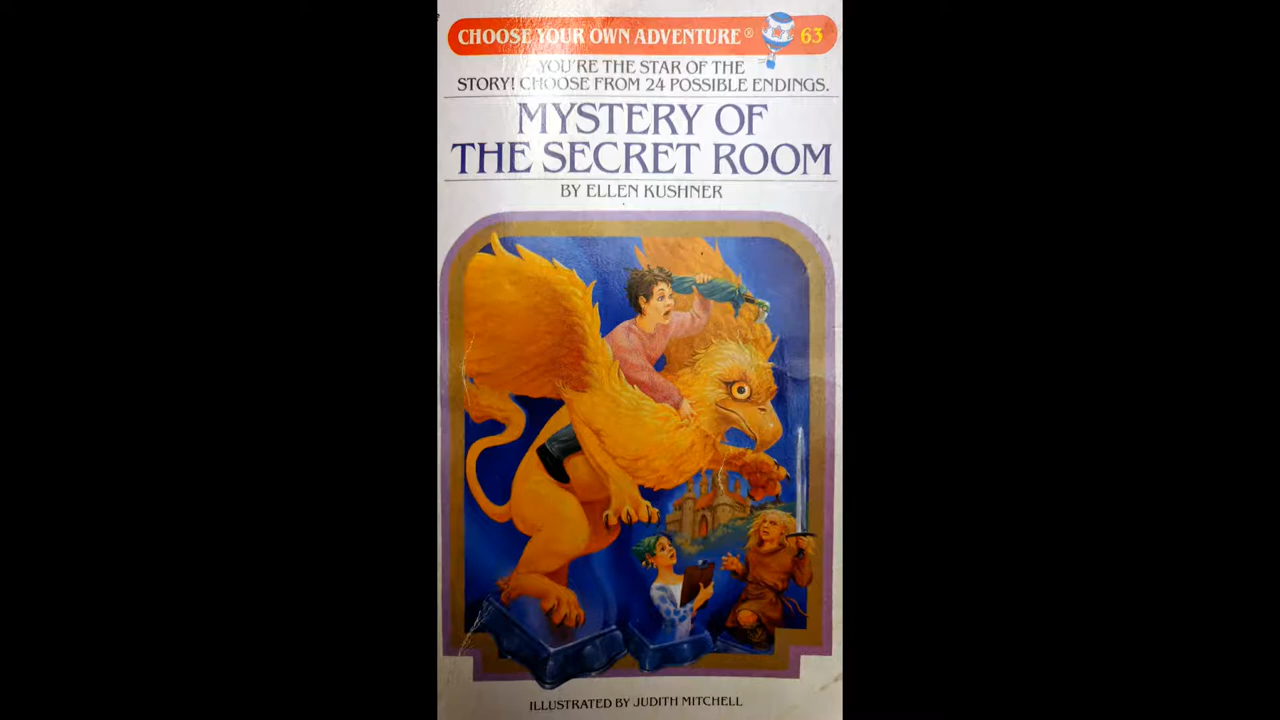 CHOOSE YOUR OWN ADVENTURE® 63
YOU'RE THE STAR OF THE
STORY! CHOOSE FROM 24 POSSIBLE ENDINGS.
MYSTERY OF
THE SECRET ROOM
BY ELLEN KUSHNER
ILLUSTRATED BY JUDITH MITCHELL